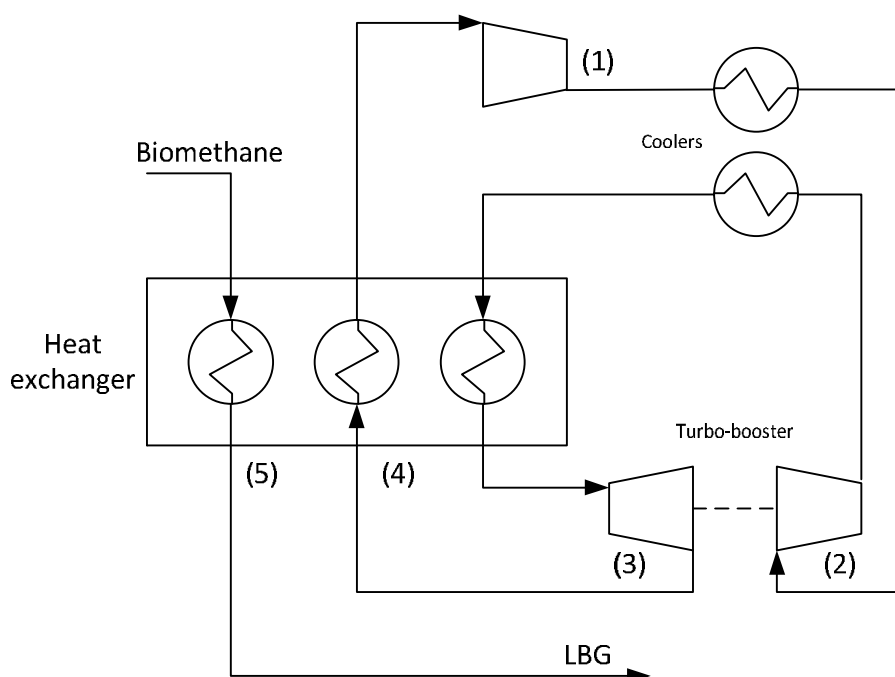 (1)
Coolers
Biomethane
Heat
exchanger
Turbo-booster
(5)
(4)
(3)
(2)
LBG